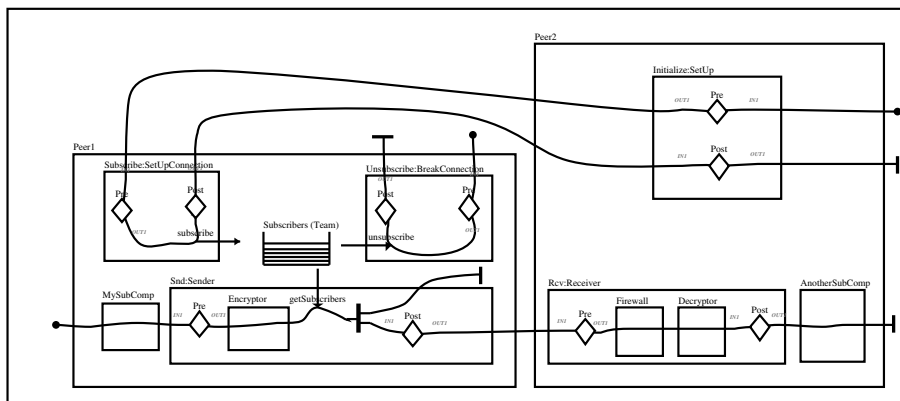 Peer2
Initialize:SetUp
Pre
OUT1
IN1
Post
IN1
OUT1
Peer1
Subscribe:SetUpConnection
Pre
Post
OUT1
subscribe
Subscribers (Team)
Unsubscribe:BreakConnection
OUT1
Post
Pre
OUT1
unsubscribe
MySubComp
Snd:Sender
IN1
Pre
OUT1
Encryptor
getSubscribers
IN1
Post
OUT1
Rcv:Receiver
Pre
OUT1
Firewall
Decryptor
IN1
Post
OUT1
AnotherSubComp